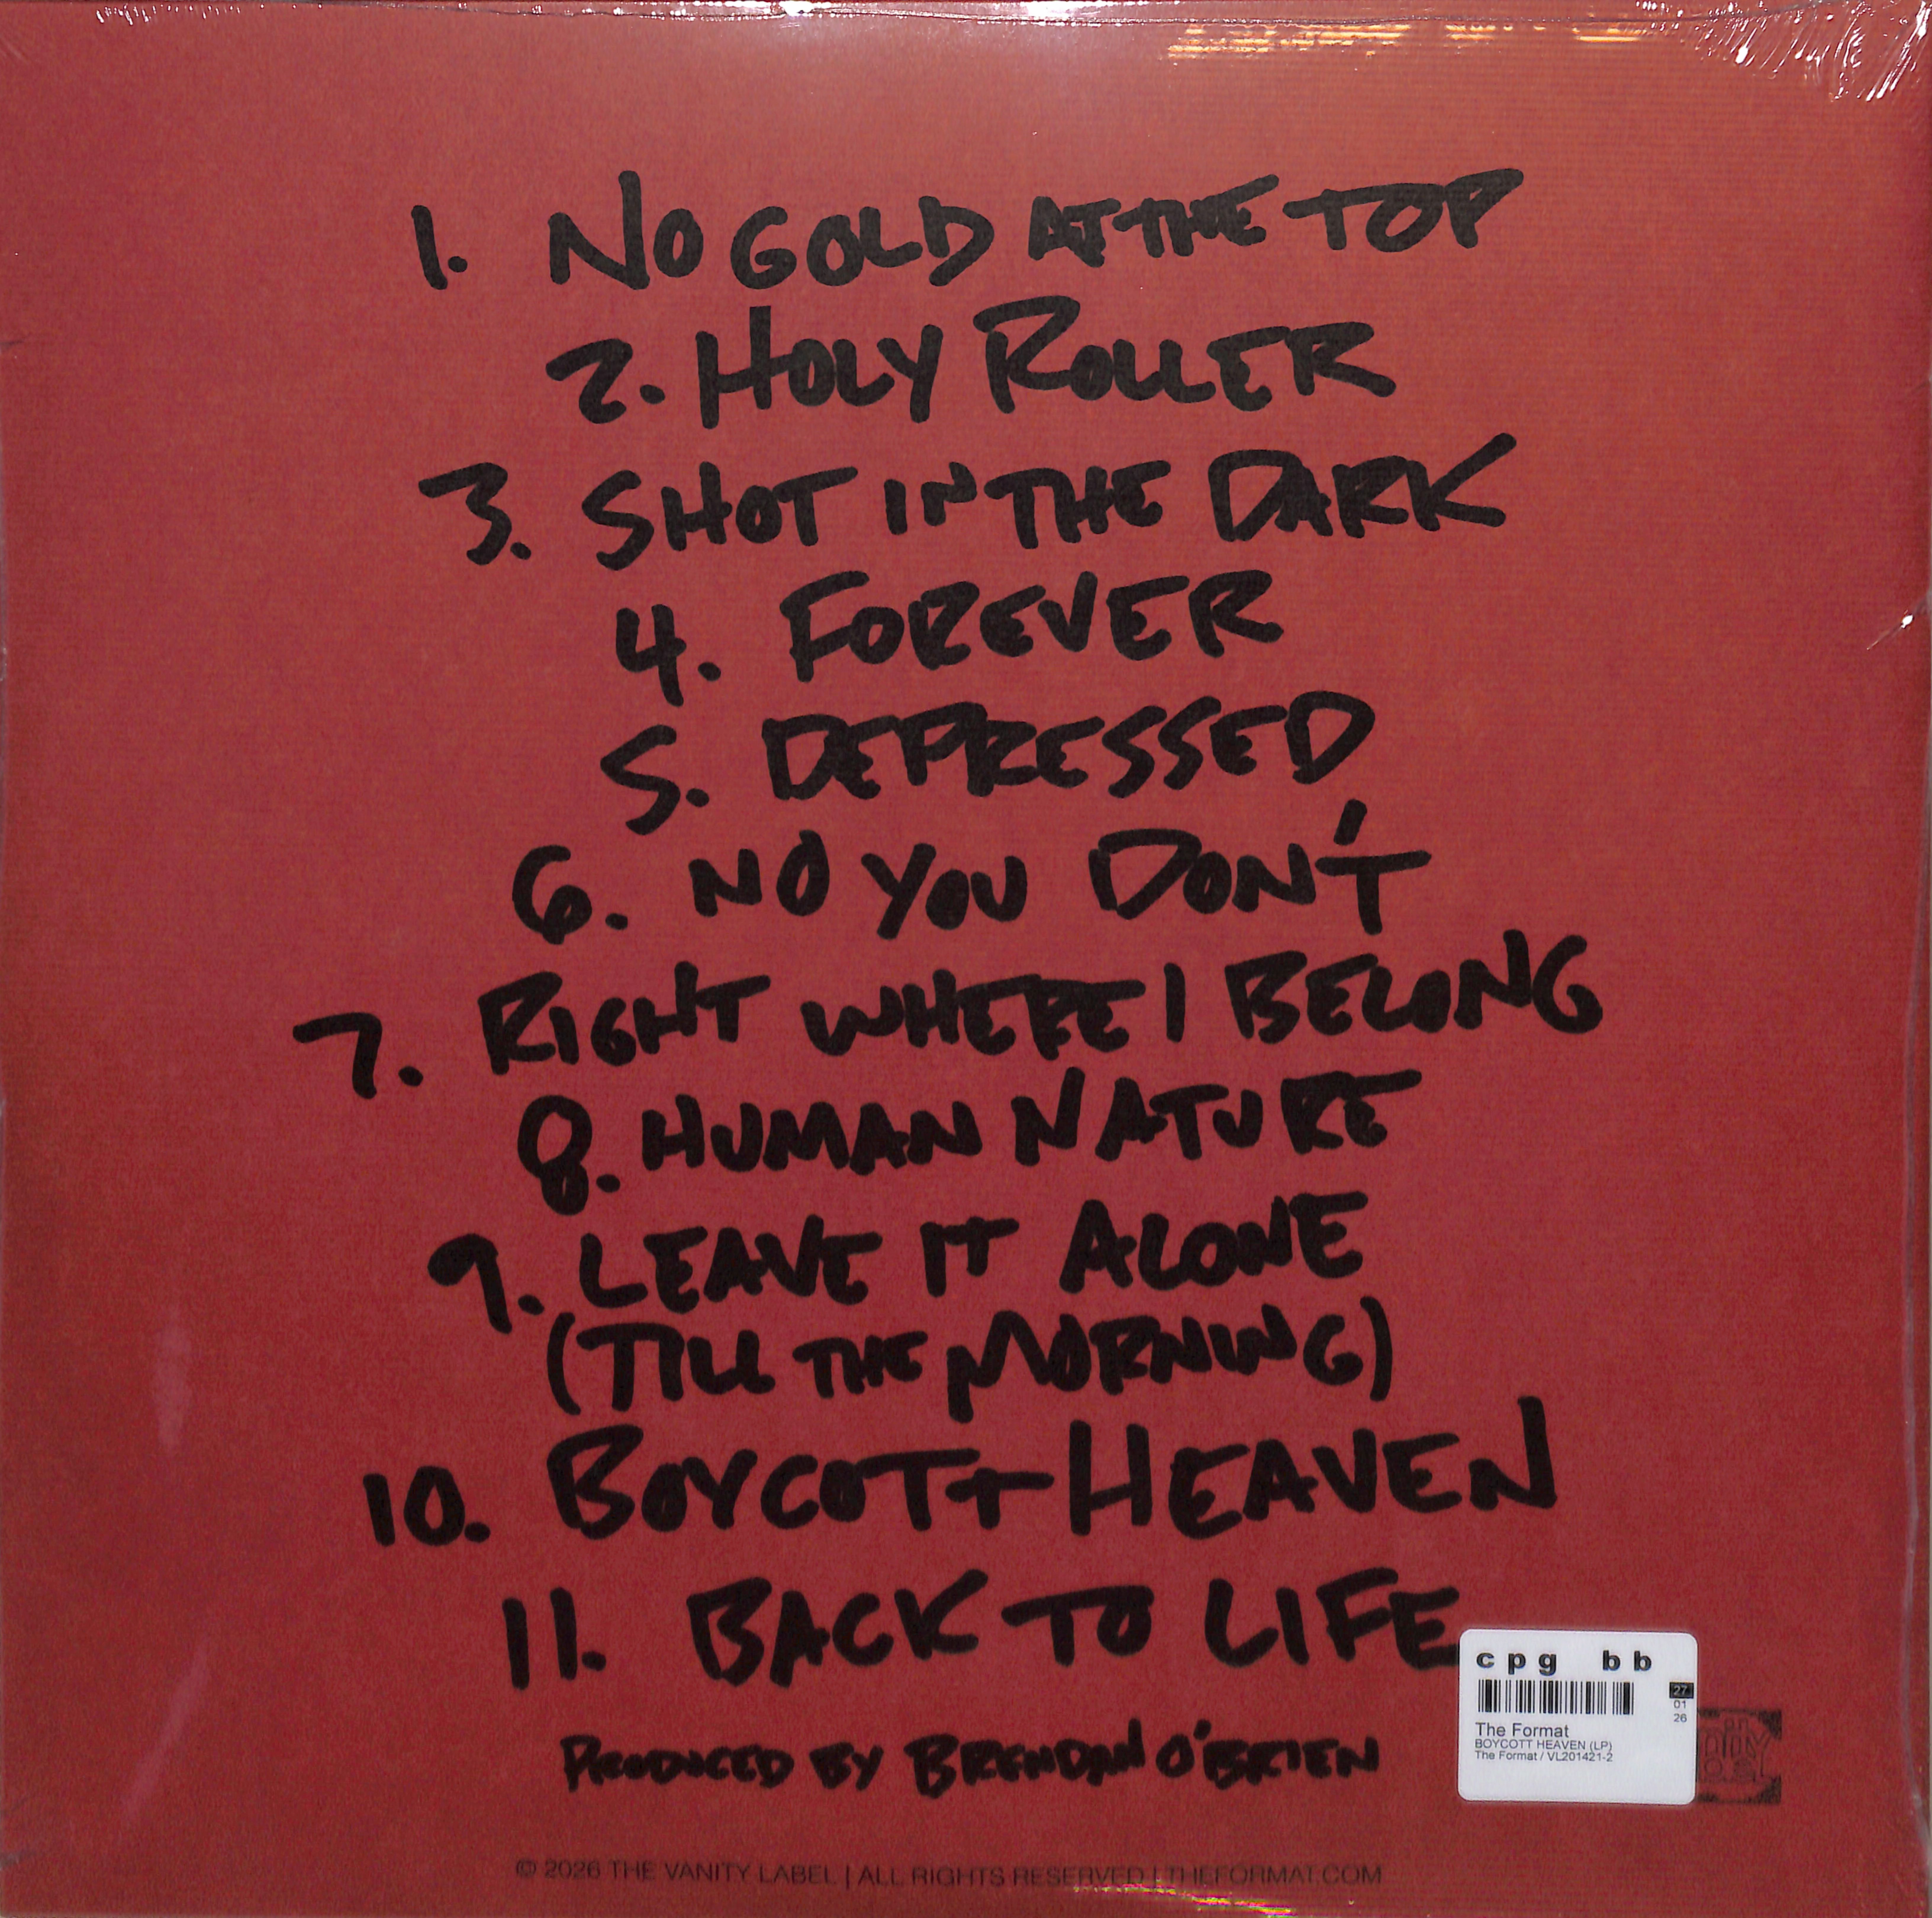 1. NO GOLD AT THE TOP
2. HOLY ROLLER
3. SHOT IN THE DARK
4. FOREVER
5. DEPRESSED
6. NO YOU DON'T
7. RIGHT WHERE I BELONG
8. HUMAN NATURE
9. LEAVE IT ALONE
(TILL THE MORNING)
10. BOYCOTT HEAVEN
11. BACK TO LIFE
PRODUCED BY BRENDAN O'BRIEN
cpg bb
27
01
26
The Format
BOYCOTT HEAVEN (LP)
The Format / VL201421-2
© 2026 THE VANITY LABEL | ALL RIGHTS RESERVED | THEFORMAT.COM